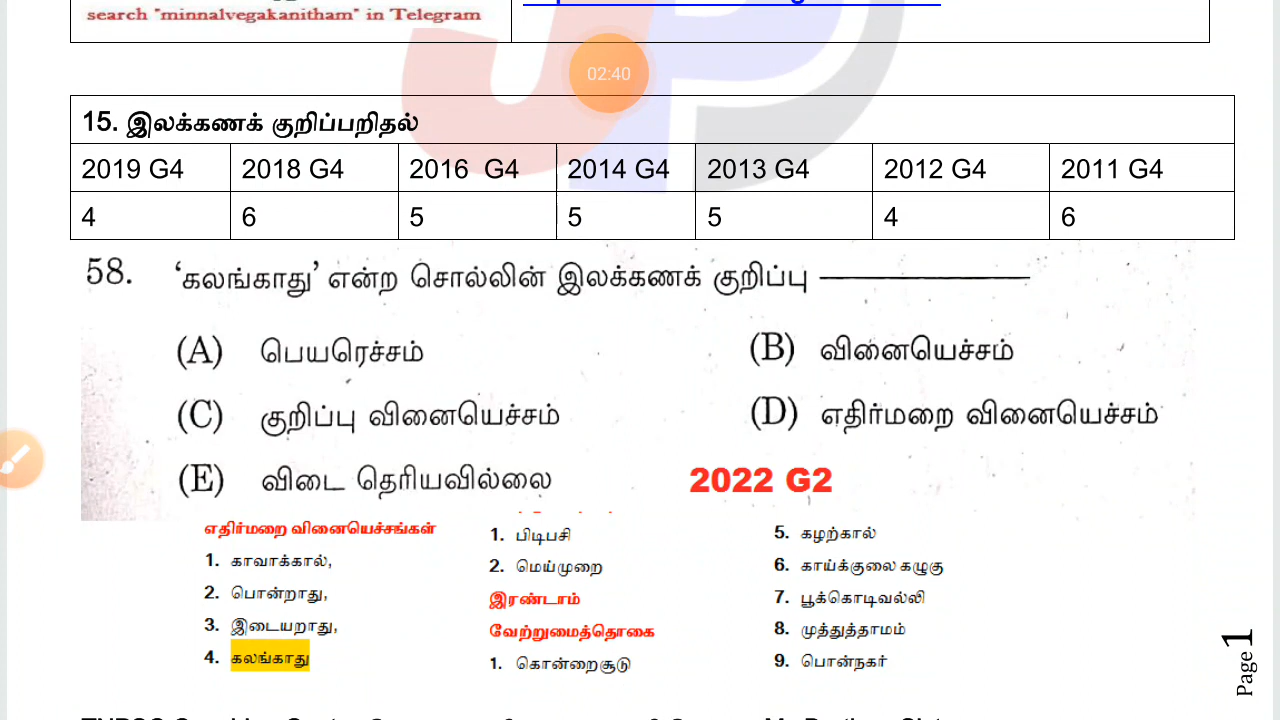 search "minnalvegakanitham" in Telegram
02:40
15. இலக்கணக் குறிப்பறிதல்
2019 G4 2018 G4 2016 G4 2014 G4 2013 G4 2012 G4 2011 G4
4 6 5 5 5 4 6
58. 'கலங்காது' என்ற சொல்லின் இலக்கணக் குறிப்பு
(A) பெயரெச்சம் (B) வினையெச்சம்
(C) குறிப்பு வினையெச்சம் (D) எதிர்மறை வினையெச்சம்
(E) விடை தெரியவில்லை
2022 G2
எதிர்மறை வினையெச்சங்கள்
1. காவாக்கால்,
2. பொன்றாது,
3. இடையறாது,
4. கலங்காது
1. பிடிபசி
2. மெய்முறை
இரண்டாம்
வேற்றுமைத்தொகை
1. கொன்றைசூடு
5. கழற்கால்
6. காய்க்குலை கழுகு
7. பூக்கொடிவல்லி
8. முத்துத்தாமம்
9. பொன்நகர்
Page 1